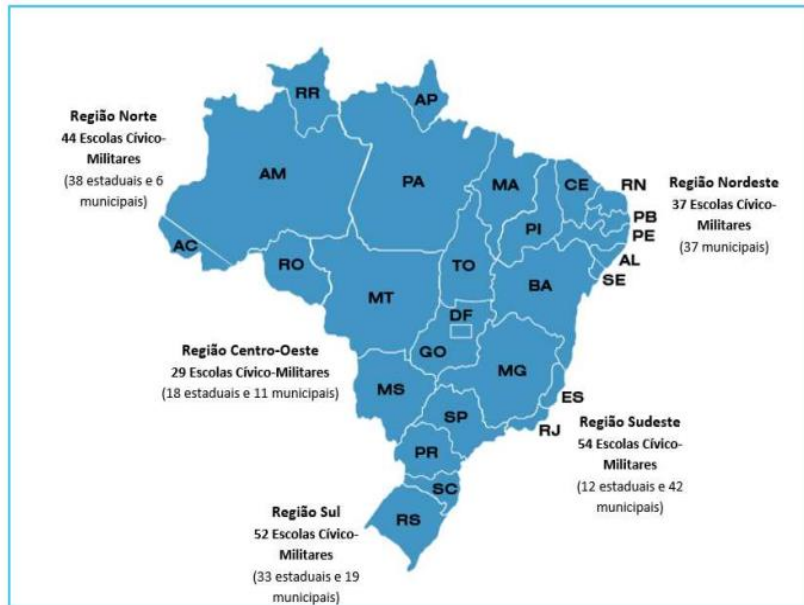 RR
AP
Região Norte
44 Escolas Cívico-
Militares
(38 estaduais e 6
municipais)
AM
PA
MA
CE
RN
Região Nordeste
37 Escolas Cívico-
Militares
(37 municipais)
PB
PI
PE
AC
AL
RO
TO
SE
BA
MT
DF
GO
Região Centro-Oeste
29 Escolas Cívico-Militares
(18 estaduais e 11 municipais)
MG
MS
ES
SP
RJ
Região Sudeste
54 Escolas Cívico-
Militares
(12 estaduais e 42
municipais)
PR
SC
Região Sul
52 Escolas Cívico-
Militares
(33 estaduais e 19
municipais)
RS